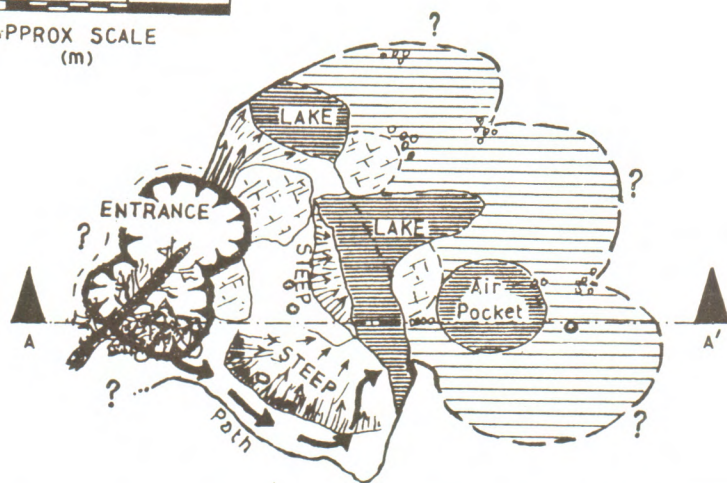 PPROX SCALE
(m)
?
LAKE
ENTRANCE
?
?
LAKE
STEEP
Air
Pocket
A
A'
STEEP
?
Path
?